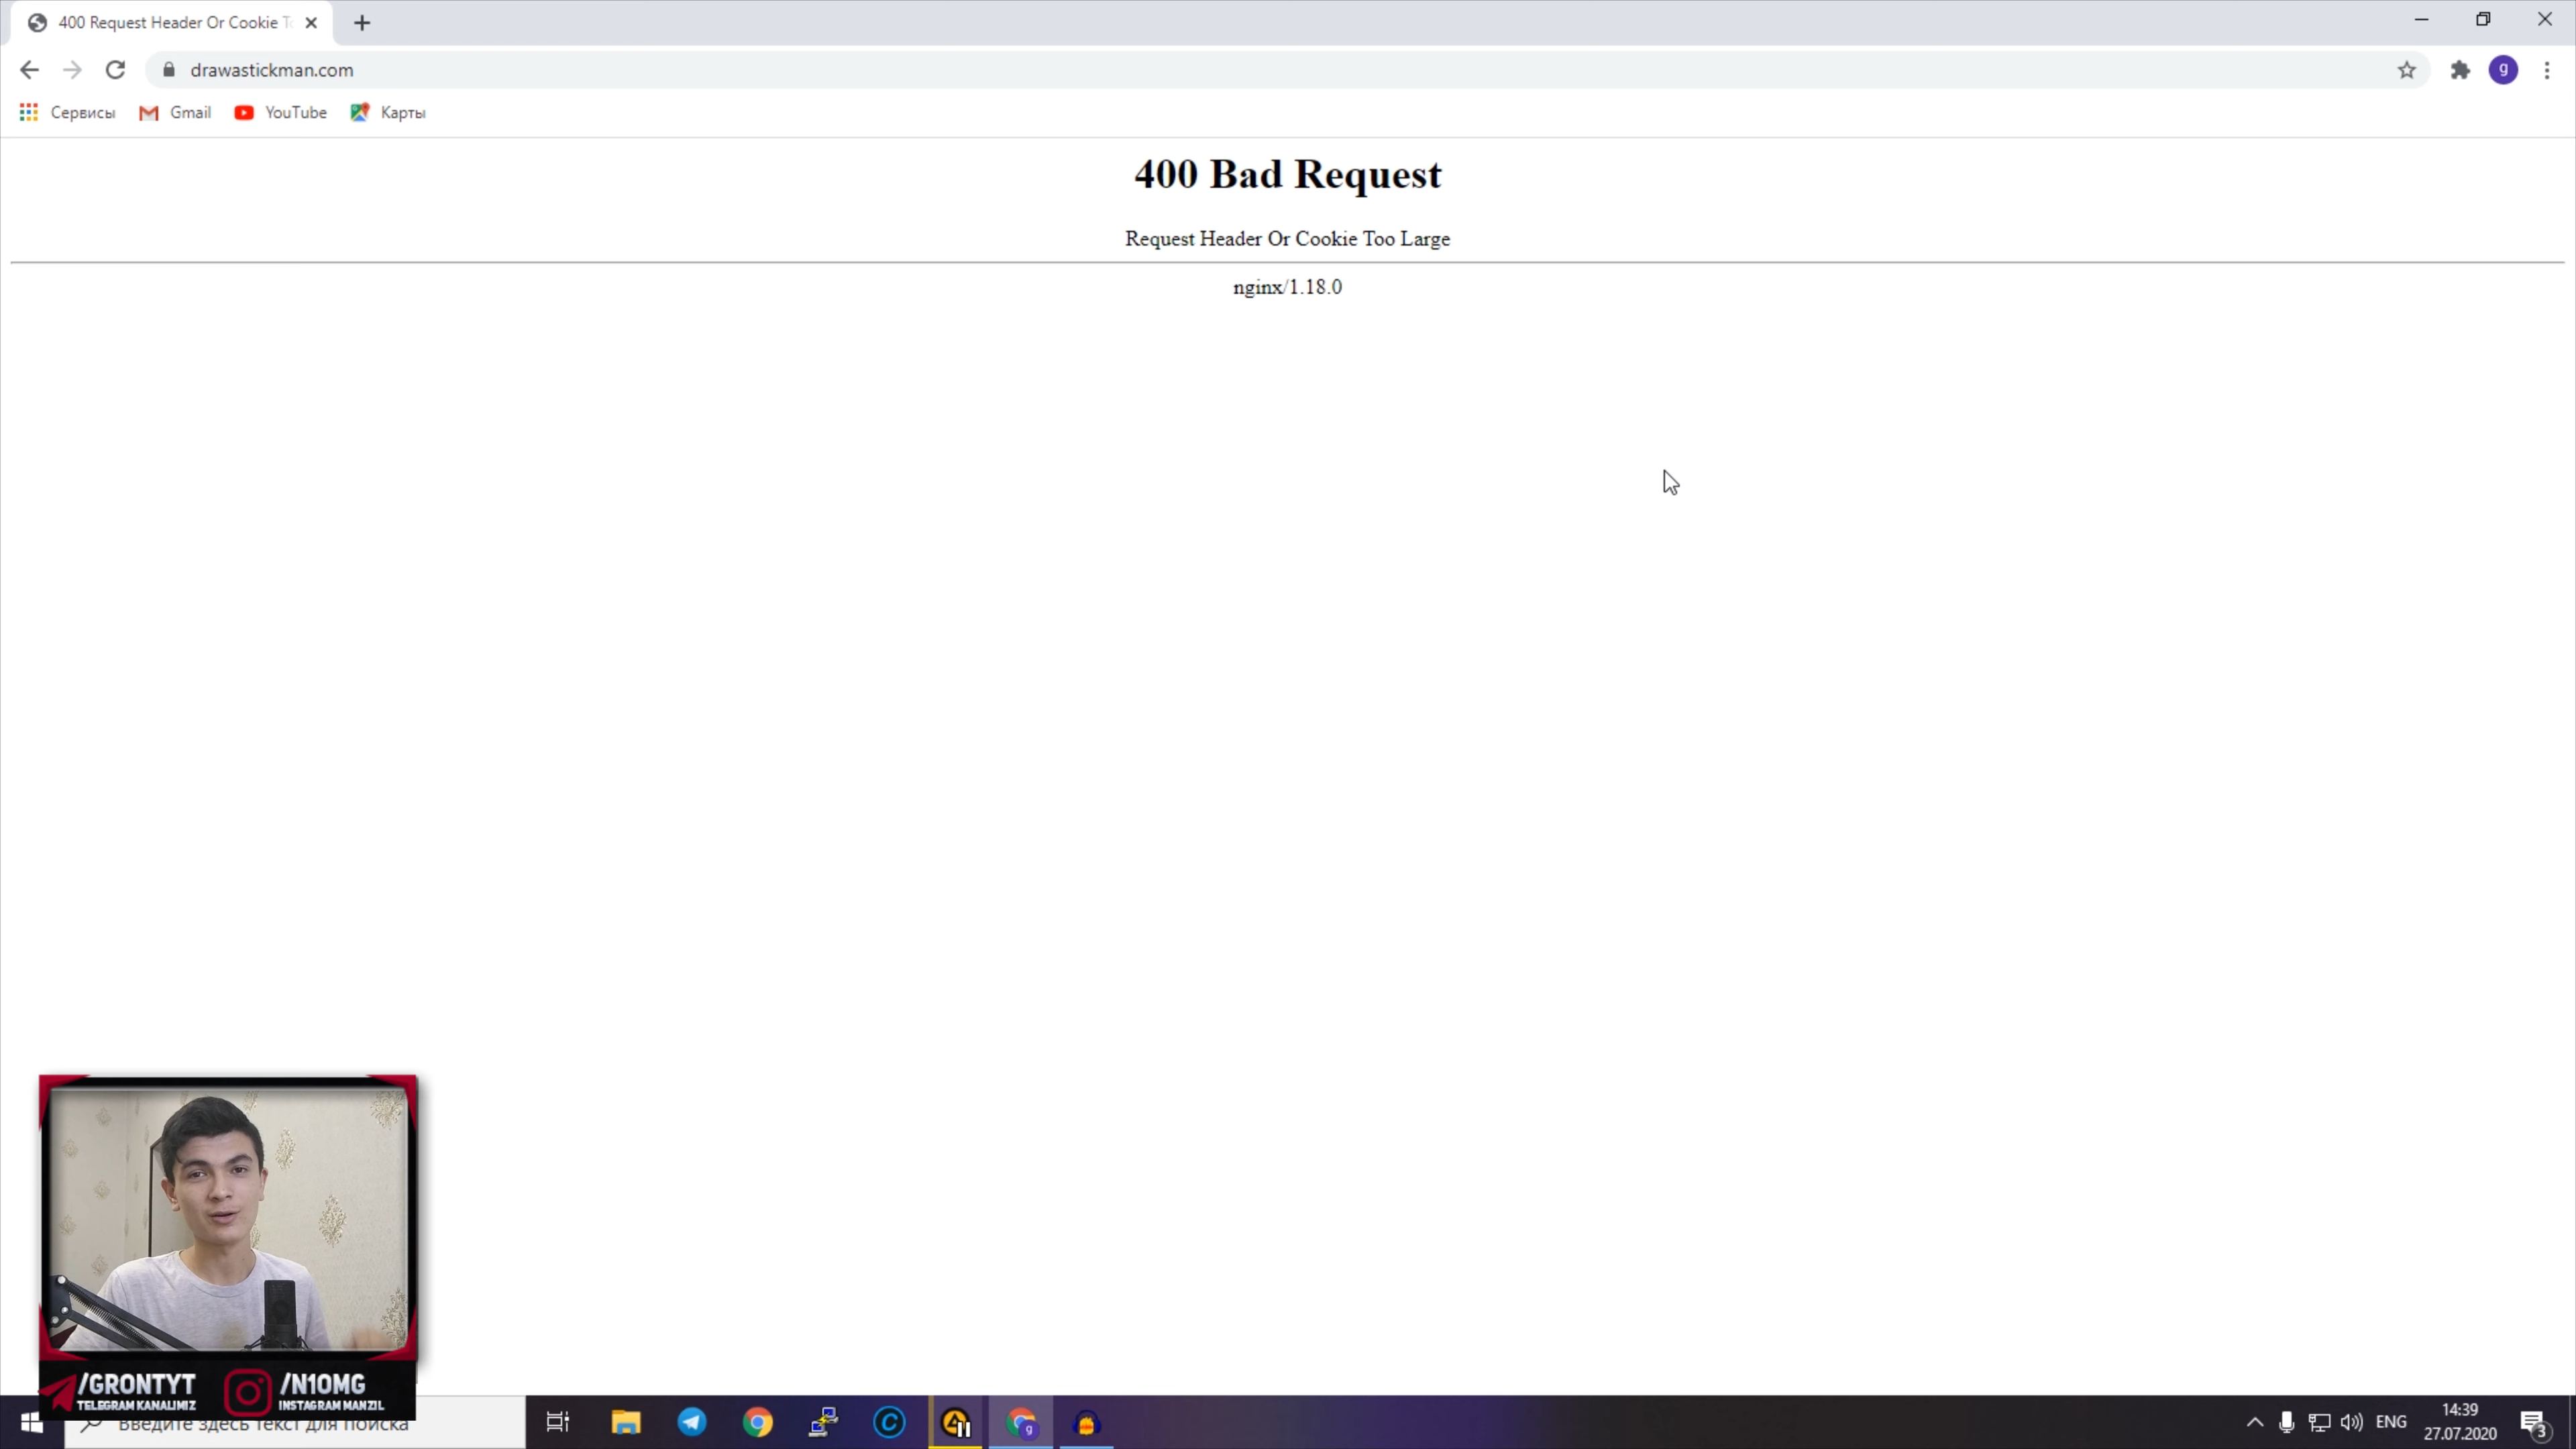 400 Request Header Or Cookie T
drawastickman.com
Сервисы Gmail YouTube Карты
400 Bad Request
Request Header Or Cookie Too Large
nginx/1.18.0
/GRONTYT
TELEGRAM KANALIMIZ
/N10MG
INSTAGRAM MANZIL
Введите здесь текст для поиска
ENG
14:39
27.07.2020
3
g